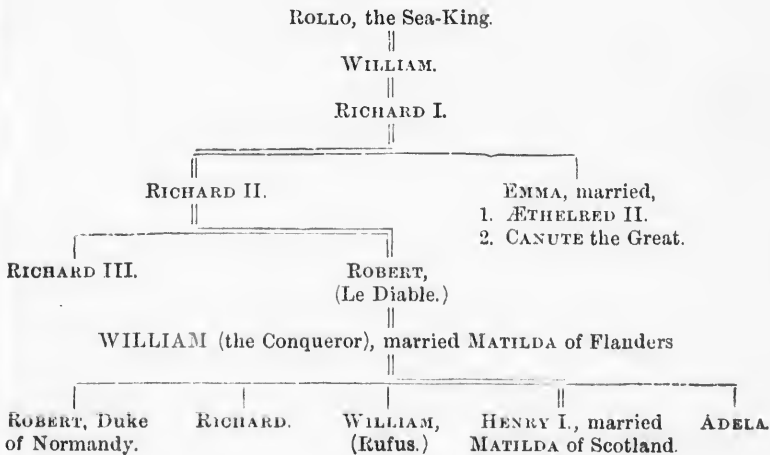 ROLLO, the Sea-King.
WILLIAM.
RICHARD I.
RICHARD II.
EMMA, married,
1. ÆTHELRED II.
2. CANUTE the Great.
RICHARD III.
ROBERT,
(Le Diable.)
WILLIAM (the Conqueror), married MATILDA of Flanders
ROBERT, Duke
of Normandy.
RICHARD.
WILLIAM,
(Rufus.)
HENRY I., married
MATILDA of Scotland.
ADELA.